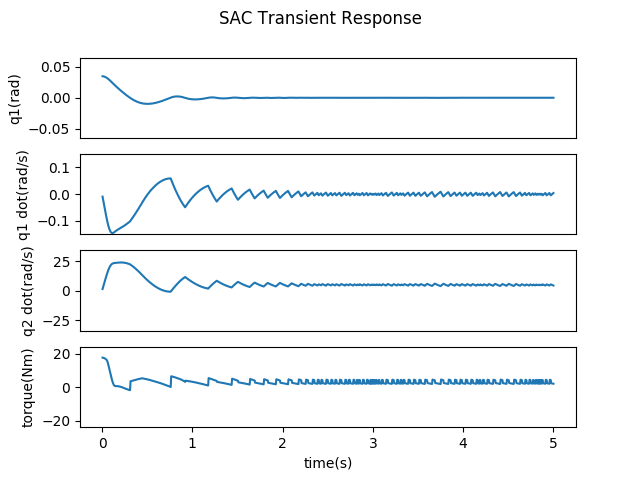 SAC Transient Response
0.05
0.00
−0.05
q1(rad)
0.1
0.0
−0.1
q1 dot(rad/s)
25
0
−25
q2 dot(rad/s)
20
0
−20
torque(Nm)
0 1 2 3 4 5
time(s)